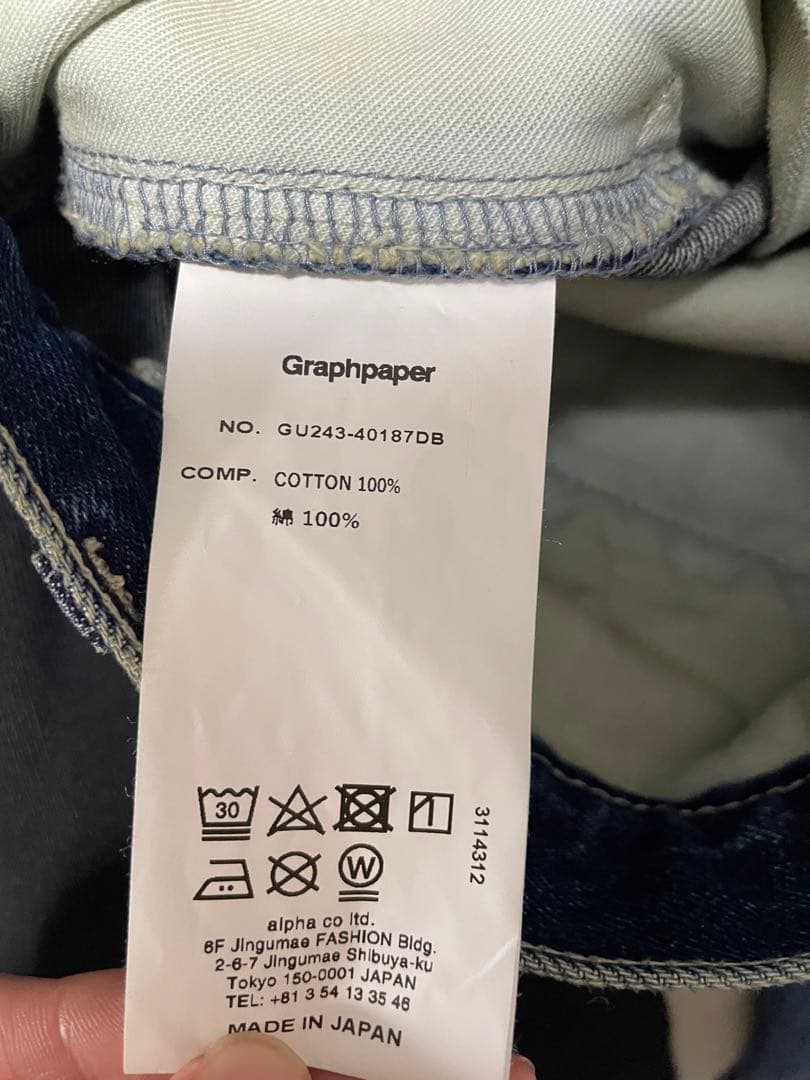 Graphpaper
NO. GU243-40187DB
COMP. COTTON 100%
綿 100%
30
W
3114312
alpha co ltd.
6F Jingumae FASHION Bldg.
2-6-7 Jingumae Shibuya-ku
Tokyo 150-0001 JAPAN
TEL: +81 3 54 13 35 46
MADE IN JAPAN